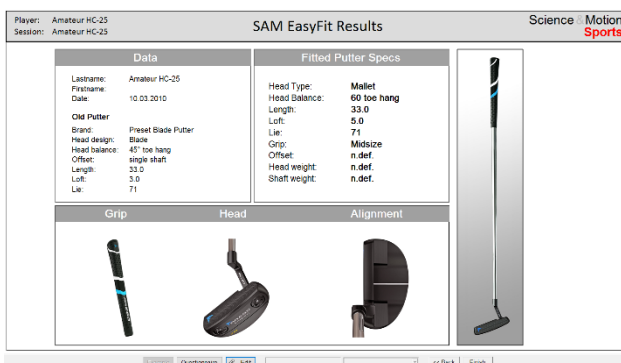 Player: Amateur HC-25
Session: Amateur HC-25
SAM EasyFit Results
Science & Motion
Sports
Data
Lastname: Amateur HC-25
Firstname:
Date: 10.03.2010
Old Putter
Brand: Preset Blade Putter
Head design: Blade
Head balance: 45° toe hang
Offset: single shaft
Length: 33.0
Loft: 3.0
Lie: 71
Fitted Putter Specs
Head Type: Mallet
Head Balance: 60 toe hang
Length: 33.0
Loft: 5.0
Lie: 71
Grip: Midsize
Offset: n.def.
Head weight: n.def.
Shaft weight: n.def.
Grip
Head
Alignment
Edit
<< Back
Finish